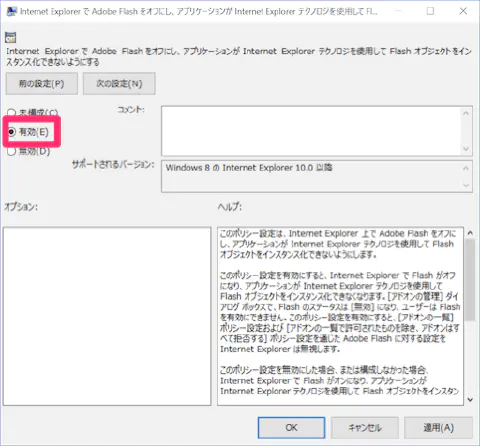 Internet Explorer で Adobe Flash をオフにし、アプリケーションが Internet Explorer テクノロジを使用して Fl...
Internet Explorer で Adobe Flash をオフにし、アプリケーションが Internet Explorer テクノロジを使用して Flash オブジェクトをイン
スタンス化できないようにする
前の設定(P)
次の設定(N)
未構成(C)
コメント:
有効(E)
無効(D)
サポートされるバージョン:
Windows 8 の Internet Explorer 10.0 以降
オプション:
ヘルプ:
このポリシー設定は、Internet Explorer 上で Adobe Flash をオフに
し、アプリケーションが Internet Explorer テクノロジを使用して Flash
オブジェクトをインスタンス化できないようにします。
このポリシー設定を有効にすると、Internet Explorer で Flash がオフ
になり、アプリケーションが Internet Explorer テクノロジを使用して
Flash オブジェクトをインスタンス化できなくなります。[アドオンの管理] ダイ
アログ ボックスで、Flash のステータスは [無効] になり、ユーザーは Flash
を有効にできません。このポリシー設定を有効にすると、[アドオンの一覧]
ポリシー設定および [アドオンの一覧で許可されたものを除き、アドオンはす
べて拒否する] ポリシー設定を通した Adobe Flash に対する設定を
Internet Explorer は無視します。
このポリシー設定を無効にした場合、または構成しなかった場合、
Internet Explorer で Flash がオンになり、アプリケーションが
Internet Explorer テクノロジを使用して Flash オブジェクトをインスタン
OK
キャンセル
適用(A)